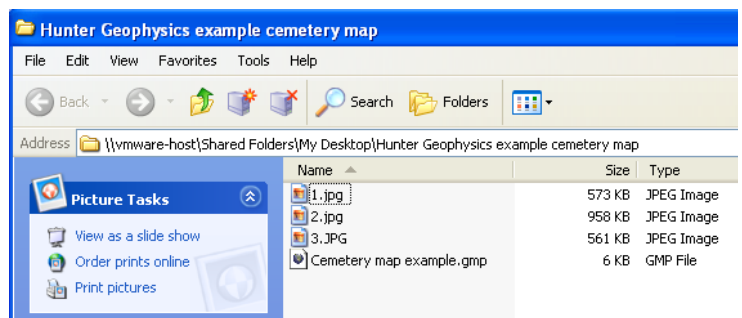 Hunter Geophysics example cemetery map
File Edit View Favorites Tools Help
Back Search Folders
Address \\vmware-host\Shared Folders\My Desktop\Hunter Geophysics example cemetery map
Name Size Type
Picture Tasks
View as a slide show
Order prints online
Print pictures
1.jpg 573 KB JPEG Image
2.jpg 958 KB JPEG Image
3.JPG 561 KB JPEG Image
Cemetery map example.gmp 6 KB GMP File